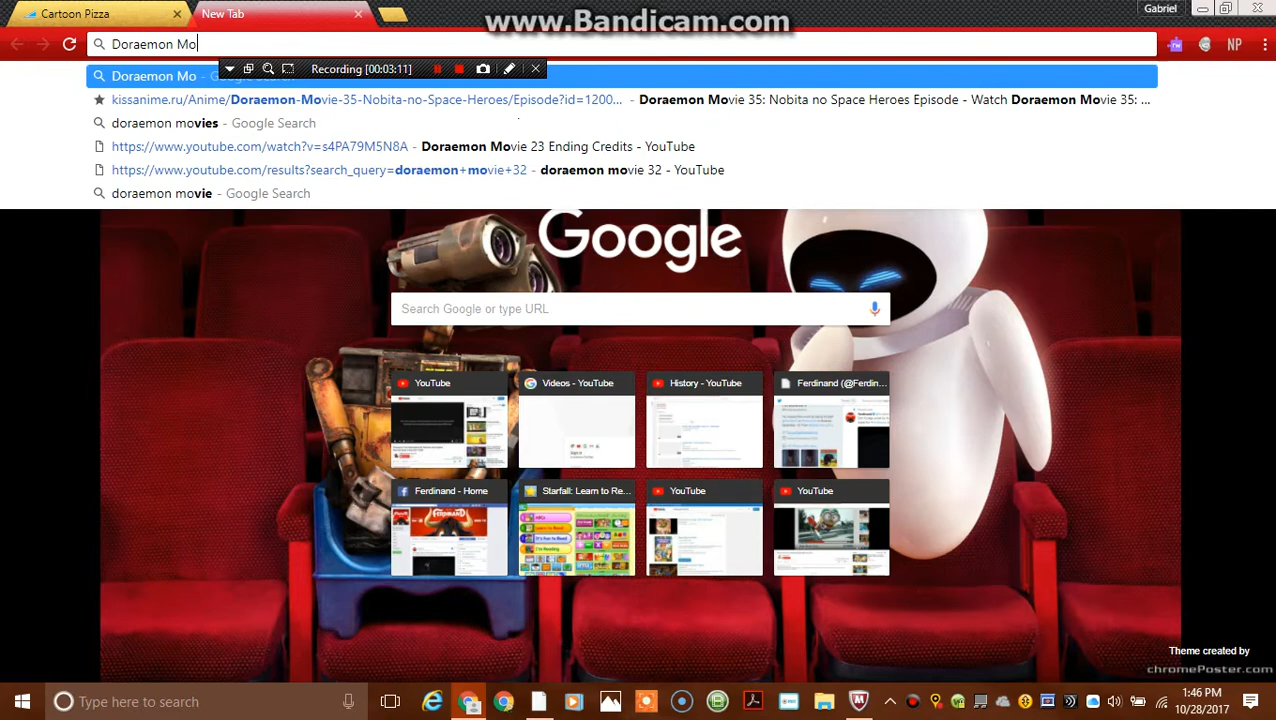 Cartoon Pizza
New Tab
www.Bandicam.com
Gabriel
Doraemon Mo
NP
Recording [00:03:11]
Doraemon Mo - Google Search
kissanime.ru/Anime/Doraemon-Movie-35-Nobita-no-Space-Heroes/Episode?id=1200... - Doraemon Movie 35: Nobita no Space Heroes Episode - Watch Doraemon Movie 35: ...
doraemon movies - Google Search
https://www.youtube.com/watch?v=s4PA79M5N8A - Doraemon Movie 23 Ending Credits - YouTube
https://www.youtube.com/results?search_query=doraemon+movie+32 - doraemon movie 32 - YouTube
doraemon movie - Google Search
Google
Search Google or type URL
YouTube
Videos - YouTube
History - YouTube
Ferdinand (@Ferdin...
Ferdinand - Home
Starfall: Learn to Re...
YouTube
YouTube
Theme created by
chromePoster.com
Type here to search
1:46 PM
10/28/2017